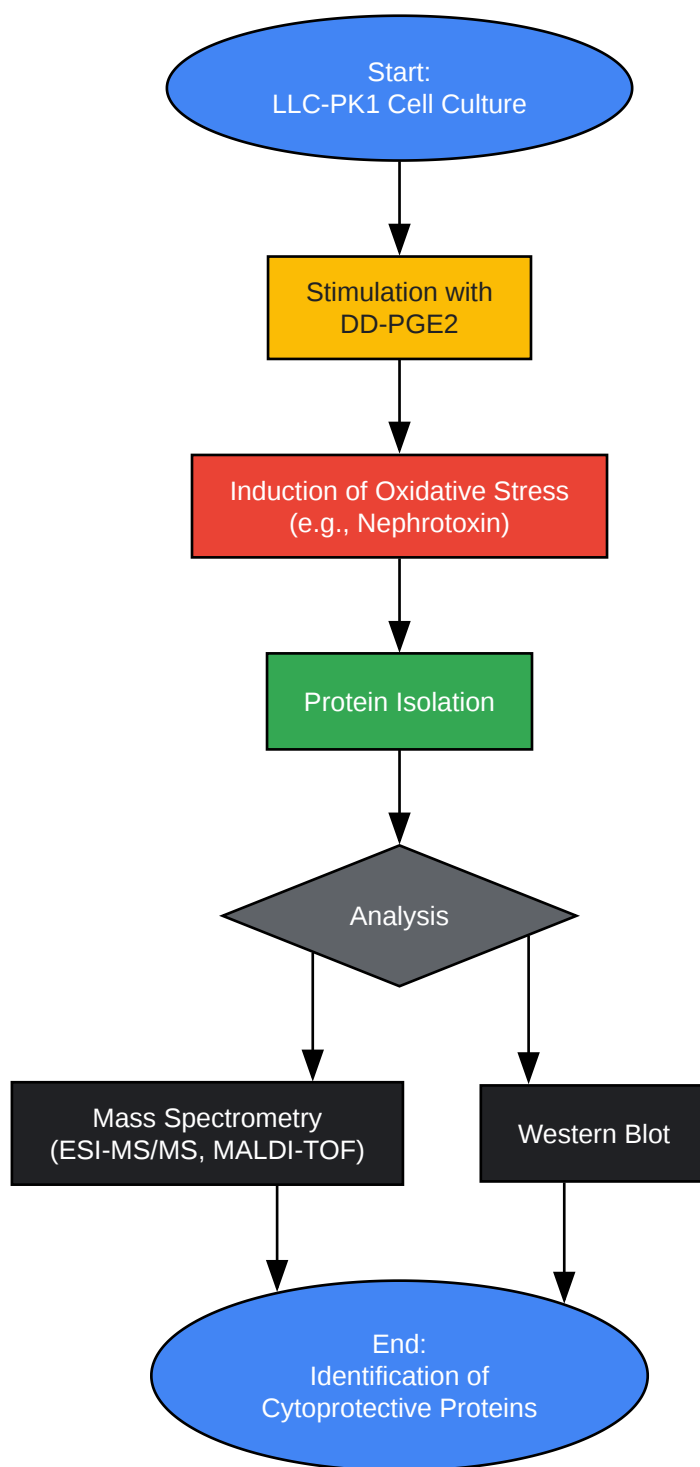 Start:
LLC-PK1 Cell Culture
Stimulation with
DD-PGE2
Induction of Oxidative Stress
(e.g., Nephrotoxin)
Protein Isolation
Analysis
Mass Spectrometry
(ESI-MS/MS, MALDI-TOF)
Western Blot
End:
Identification of
Cytoprotective Proteins